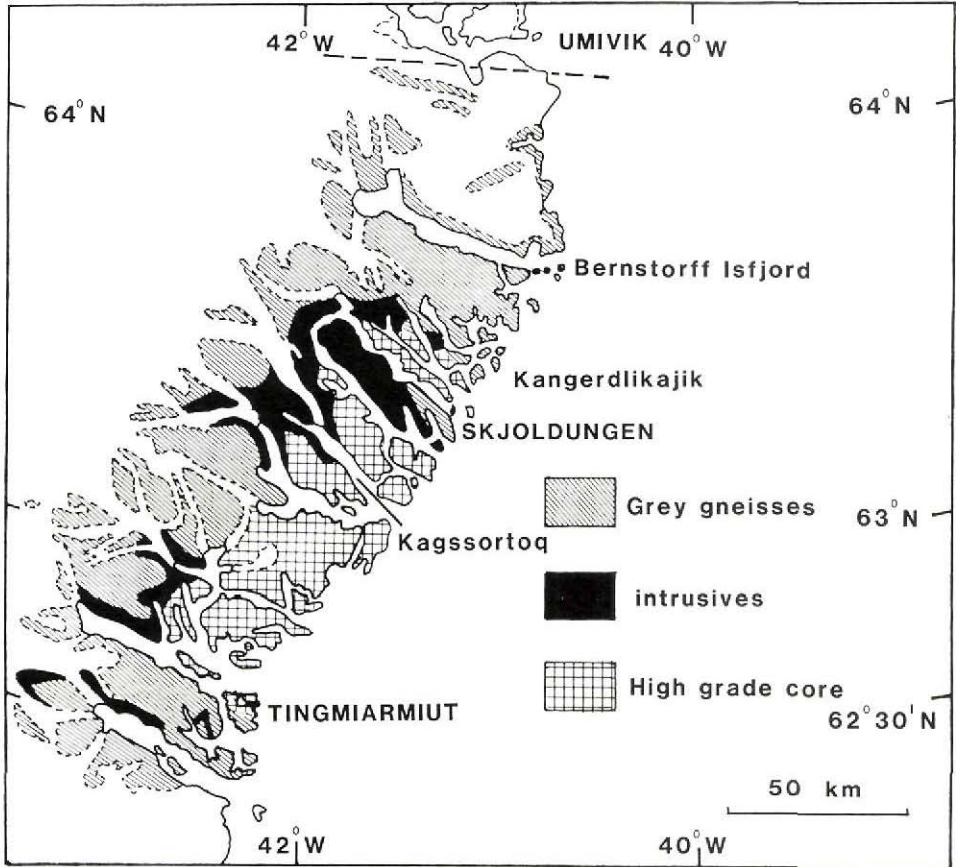 42°W
UMIVIK
40°W
64°N
64°N
Bernstorff Isfjord
Kangerdlikajik
SKJOLDUNGEN
Grey gneisses
63°N
Kagssortoq
intrusives
High grade core
62°30'N
TINGMIARMIUT
50 km
42°W
40°W